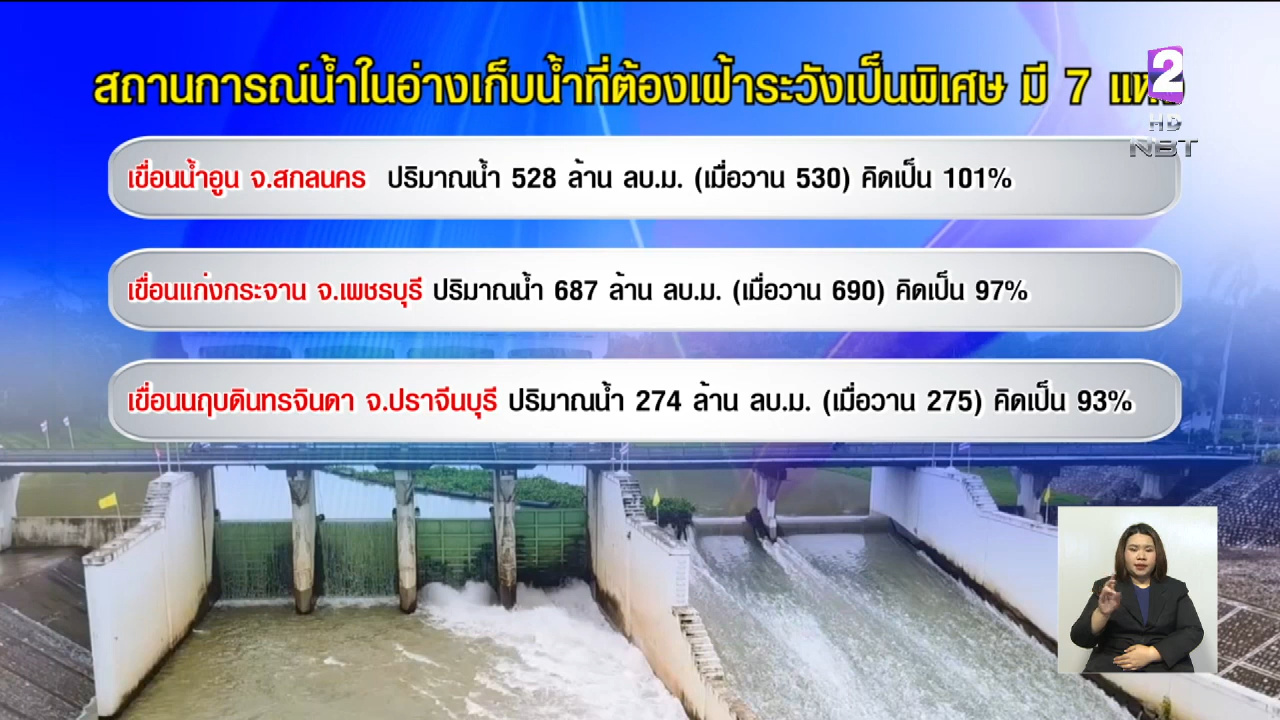 สถานการณ์น้ำในอ่างเก็บน้ำที่ต้องเฝ้าระวังเป็นพิเศษ มี 7
2
HD
NBT
เขื่อนน้ำอูน จ.สกลนคร ปริมาณน้ำ 528 ล้าน ลบ.ม. (เมื่อวาน 530) คิดเป็น 101%
เขื่อนแก่งกระจาน จ.เพชรบุรี ปริมาณน้ำ 687 ล้าน ลบ.ม. (เมื่อวาน 690) คิดเป็น 97%
เขื่อนนฤบดินทรจินดา จ.ปราจีนบุรี ปริมาณน้ำ 274 ล้าน ลบ.ม. (เมื่อวาน 275) คิดเป็น 93%